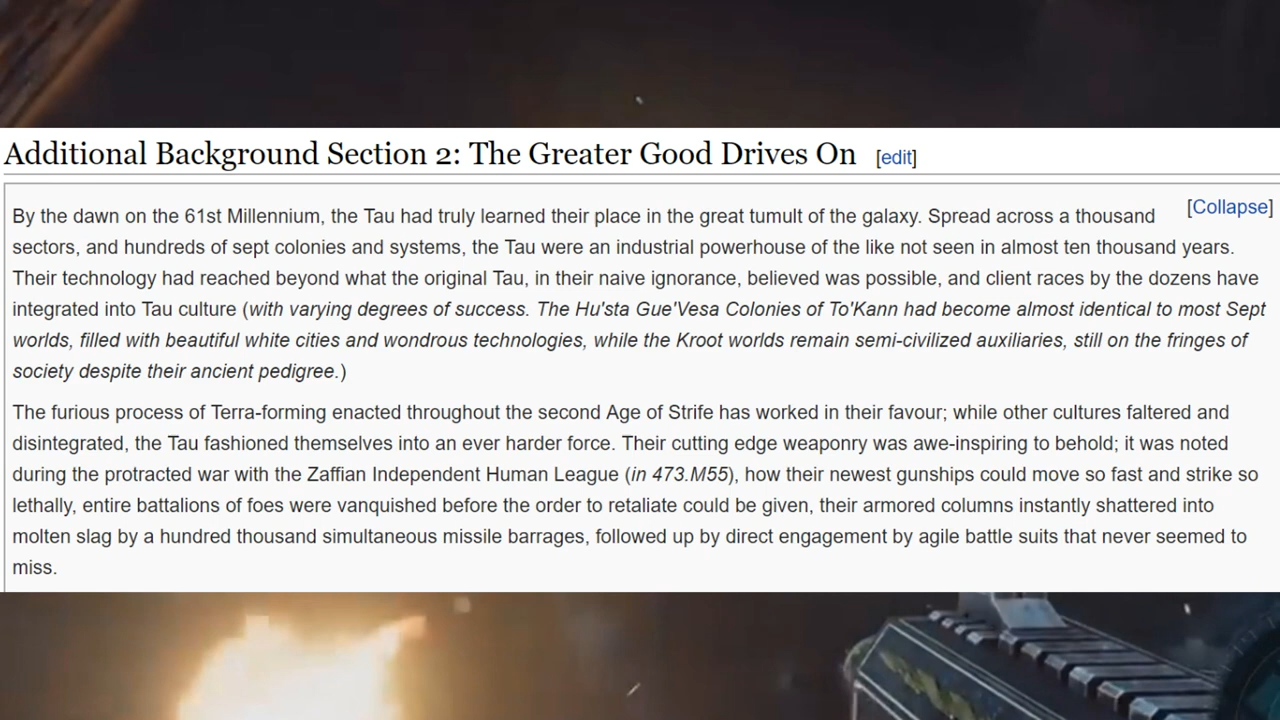 Additional Background Section 2: The Greater Good Drives On [edit]
[Collapse]
By the dawn on the 61st Millennium, the Tau had truly learned their place in the great tumult of the galaxy. Spread across a thousand
sectors, and hundreds of sept colonies and systems, the Tau were an industrial powerhouse of the like not seen in almost ten thousand years.
Their technology had reached beyond what the original Tau, in their naive ignorance, believed was possible, and client races by the dozens have
integrated into Tau culture (with varying degrees of success. The Hu'sta Gue'Vesa Colonies of To'Kann had become almost identical to most Sept
worlds, filled with beautiful white cities and wondrous technologies, while the Kroot worlds remain semi-civilized auxiliaries, still on the fringes of
society despite their ancient pedigree.)
The furious process of Terra-forming enacted throughout the second Age of Strife has worked in their favour; while other cultures faltered and
disintegrated, the Tau fashioned themselves into an ever harder force. Their cutting edge weaponry was awe-inspiring to behold; it was noted
during the protracted war with the Zaffian Independent Human League (in 473.M55), how their newest gunships could move so fast and strike so
lethally, entire battalions of foes were vanquished before the order to retaliate could be given, their armored columns instantly shattered into
molten slag by a hundred thousand simultaneous missile barrages, followed up by direct engagement by agile battle suits that never seemed to
miss.